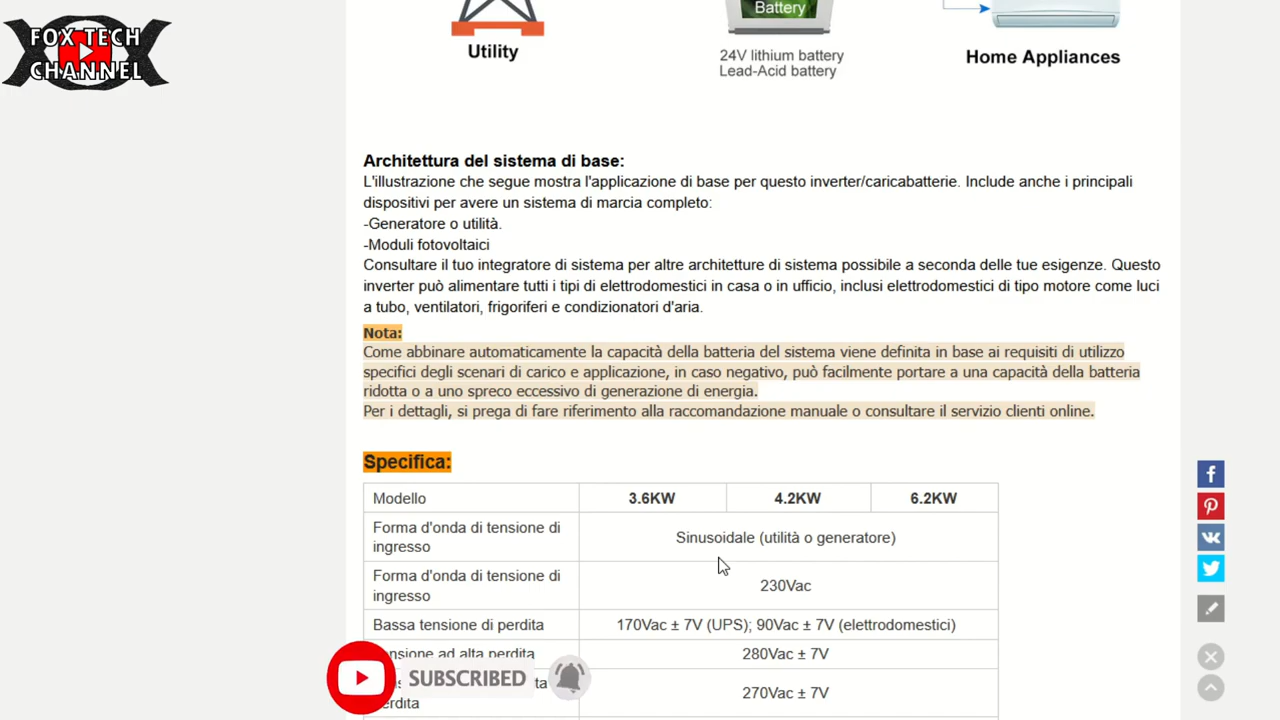 FOX TECH
CHANNEL
Battery
Utility
24V lithium battery
Lead-Acid battery
Home Appliances
Architettura del sistema di base:
L'illustrazione che segue mostra l'applicazione di base per questo inverter/caricabatterie. Include anche i principali
dispositivi per avere un sistema di marcia completo:
-Generatore o utilità.
-Moduli fotovoltaici
Consultare il tuo integratore di sistema per altre architetture di sistema possibile a seconda delle tue esigenze. Questo
inverter può alimentare tutti i tipi di elettrodomestici in casa o in ufficio, inclusi elettrodomestici di tipo motore come luci
a tubo, ventilatori, frigoriferi e condizionatori d'aria.
Nota:
Come abbinare automaticamente la capacità della batteria del sistema viene definita in base ai requisiti di utilizzo
specifici degli scenari di carico e applicazione, in caso negativo, può facilmente portare a una capacità della batteria
ridotta o a uno spreco eccessivo di generazione di energia.
Per i dettagli, si prega di fare riferimento alla raccomandazione manuale o consultare il servizio clienti online.
Specifica:
Modello 3.6KW 4.2KW 6.2KW
Forma d'onda di tensione di
ingresso
Sinusoidale (utilità o generatore)
Forma d'onda di tensione di
ingresso
230Vac
Bassa tensione di perdita 170Vac ± 7V (UPS); 90Vac ± 7V (elettrodomestici)
ad alta perdita 280Vac ± 7V
270Vac ± 7V
SUBSCRIBED